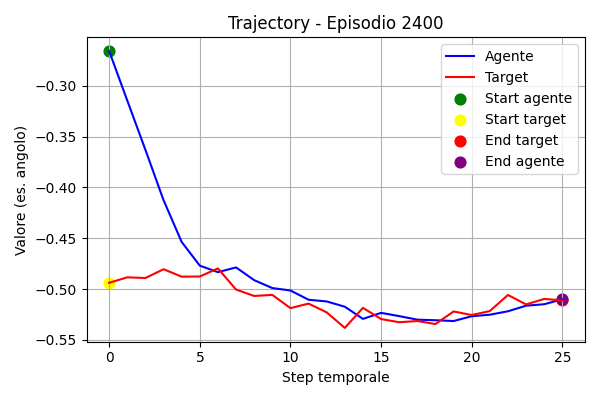 Trajectory - Episodio 2400
Agente
Target
Start agente
Start target
End target
End agente
Valore (es. angolo)
−0.30
−0.35
−0.40
−0.45
−0.50
−0.55
0
5
10
15
20
25
Step temporale